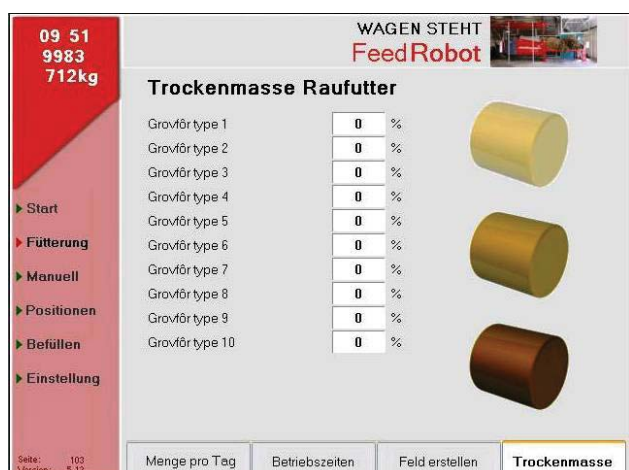 09 51
9983
712kg
WAGEN STEHT
FeedRobot
Trockenmasse Raufutter
Grovfôr type 1 0 %
Grovfôr type 2 0 %
Grovfôr type 3 0 %
Grovfôr type 4 0 %
Grovfôr type 5 0 %
Grovfôr type 6 0 %
Grovfôr type 7 0 %
Grovfôr type 8 0 %
Grovfôr type 9 0 %
Grovfôr type 10 0 %
Start
Fütterung
Manuell
Positionen
Befüllen
Einstellung
Seite: 103
Version: 5.12
Menge pro Tag Betriebszeiten Feld erstellen Trockenmasse